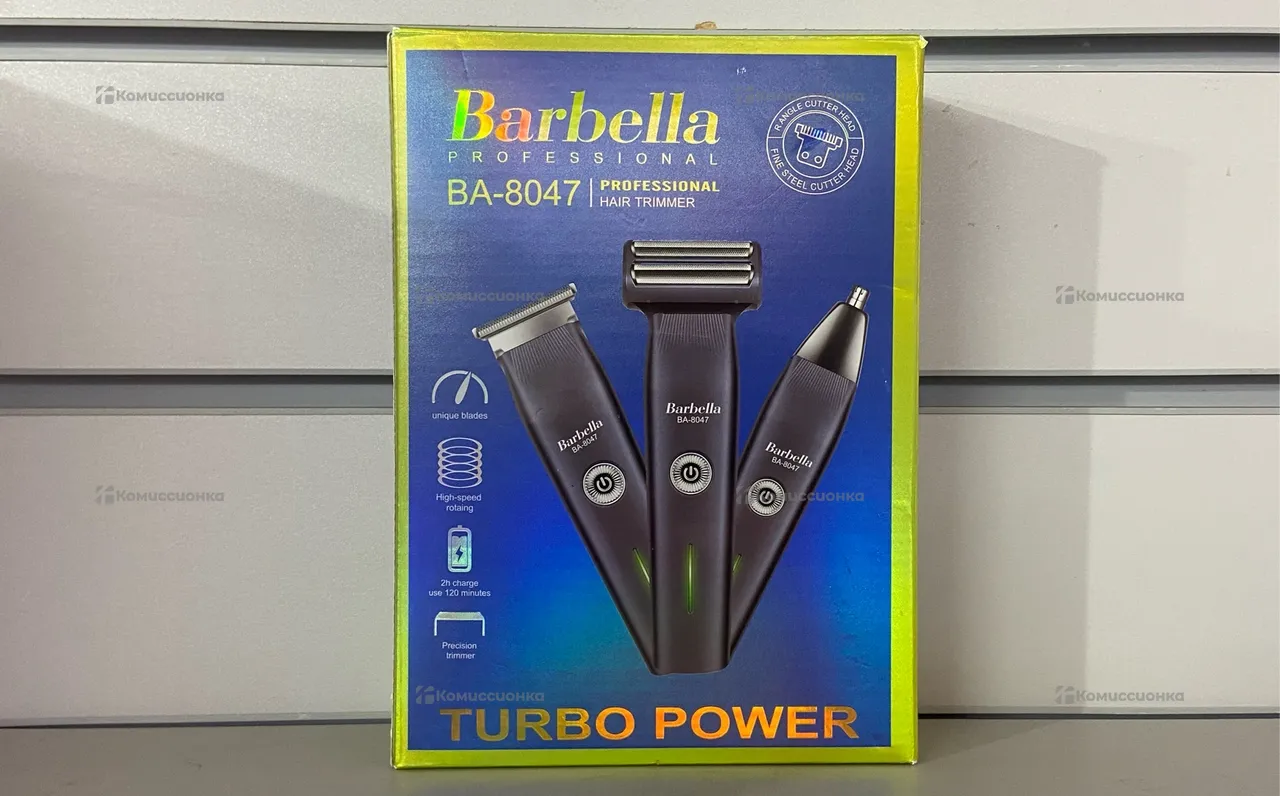 Комиссионка
Комиссионка
Barbella
PROFESSIONAL
BA-8047
PROFESSIONAL
HAIR TRIMMER
R.ANGLE CUTTER HEAD
FINE STEEL CUTTER HEAD
Комиссионка
Комиссионка
unique blades
Barbella
BA-8047
Barbella
BA-8047
Barbella
BA-8047
High-speed
rotaing
Комиссионка
Комиссионка
2h charge
use 120 minutes
Precision
trimmer
Комиссионка
Комиссионка
TURBO POWER